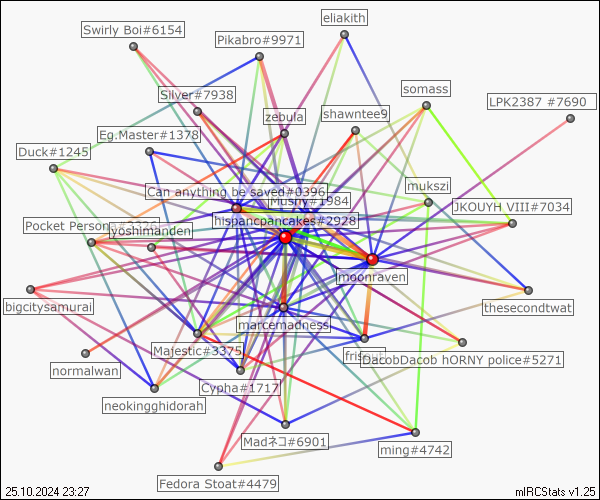 eliakith
Swirly Boi#6154
Pikabro#9971
somass
Silver#7938
LPK2387 #7690
zebula
shawntee9
Eg.Master#1378
Duck#1245
mukszi
Can anything be saved#0396
Mushy#1984
JKOUYH VIII#7034
hispancpancakes#2928
Pocket Person
yoshimanden
moonraven
bigcitysamurai
thesecondtwat
marcemadness
Majestic#3375
DacobDacob hORNY police#5271
normalwan
Cypha#1717
neokingghidorah
Madネコ#6901
ming#4742
Fedora Stoat#4479
25.10.2024 23:27
mIRCStats v1.25